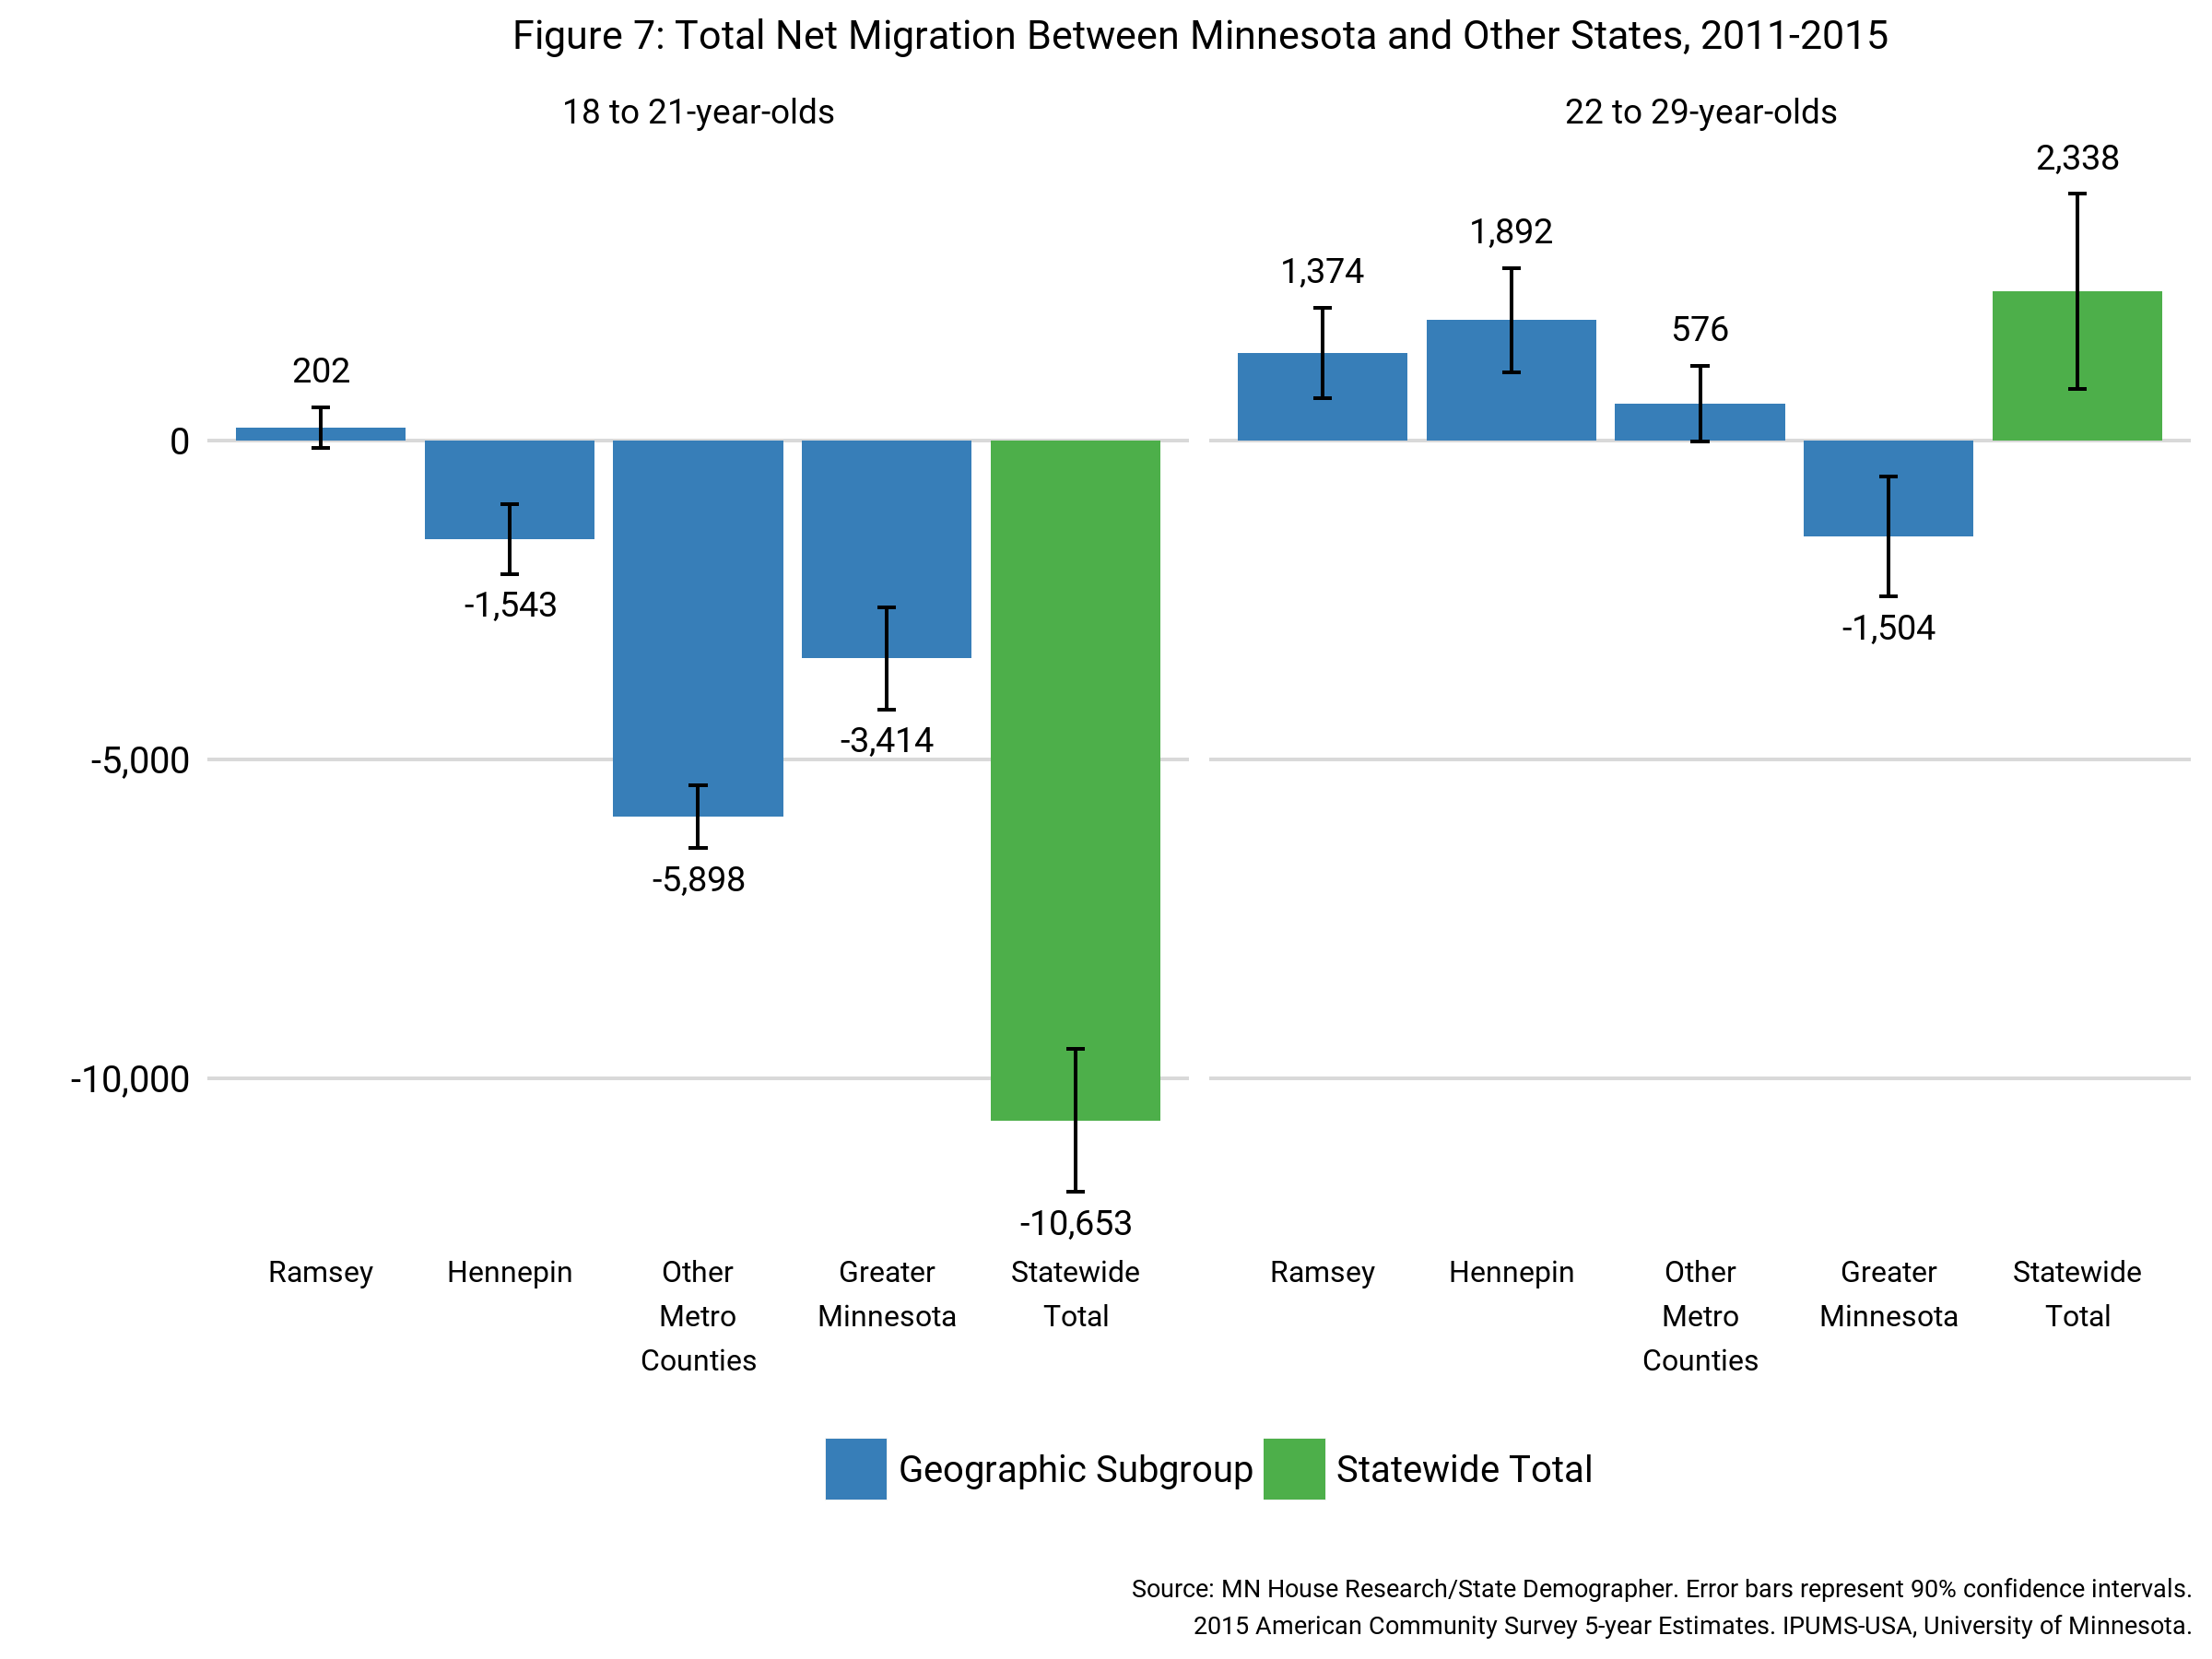 Figure 7: Total Net Migration Between Minnesota and Other States, 2011-2015
18 to 21-year-olds
22 to 29-year-olds
2,338
1,892
1,374
576
202
0
-1,543
-1,504
-3,414
-5,000
-5,898
-10,000
-10,653
Ramsey
Hennepin
Other
Metro
Counties
Greater
Minnesota
Statewide
Total
Ramsey
Hennepin
Other
Metro
Counties
Greater
Minnesota
Statewide
Total
Geographic Subgroup
Statewide Total
Source: MN House Research/State Demographer. Error bars represent 90% confidence intervals.
2015 American Community Survey 5-year Estimates. IPUMS-USA, University of Minnesota.